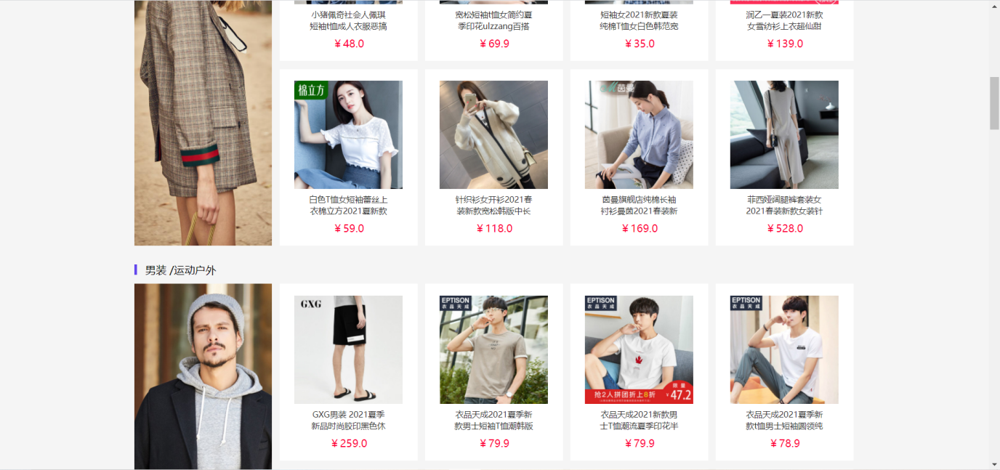 小猪佩奇社会人佩琪
短袖t恤成人衣服恶搞
¥ 48.0
宽松短袖t恤女简约夏
季印花ulzzang百搭
¥ 69.9
短袖女2021新款夏装
纯棉T恤女白色韩范宽
¥ 35.0
润乙一夏装2021新款
女雪纺衫上衣超仙甜
¥ 139.0
棉立方
白色T恤女短袖蕾丝上
衣棉立方2021夏新款
¥ 59.0
针织衫女开衫2021春
装新款宽松韩版中长
¥ 118.0
茵曼
茵曼旗舰店纯棉长袖
衬衫曼茵2021春装新
¥ 169.0
菲西娅阔腿裤套装女
2021春装新款女装针
¥ 528.0
男装 /运动户外
GXG
GXG男装 2021夏季
新品时尚胶印黑色休
¥ 259.0
EPTISON
衣品天成
衣品天成2021夏季新
款男士短袖T恤潮韩版
¥ 79.9
EPTISON
衣品天成
抢2人拼团折上8折
限量
¥47.2
衣品天成2021新款男
士T恤潮流夏季印花半
¥ 79.9
EPTISON
衣品天成
衣品天成2021夏季新
款t恤男士短袖圆领纯
¥ 78.9